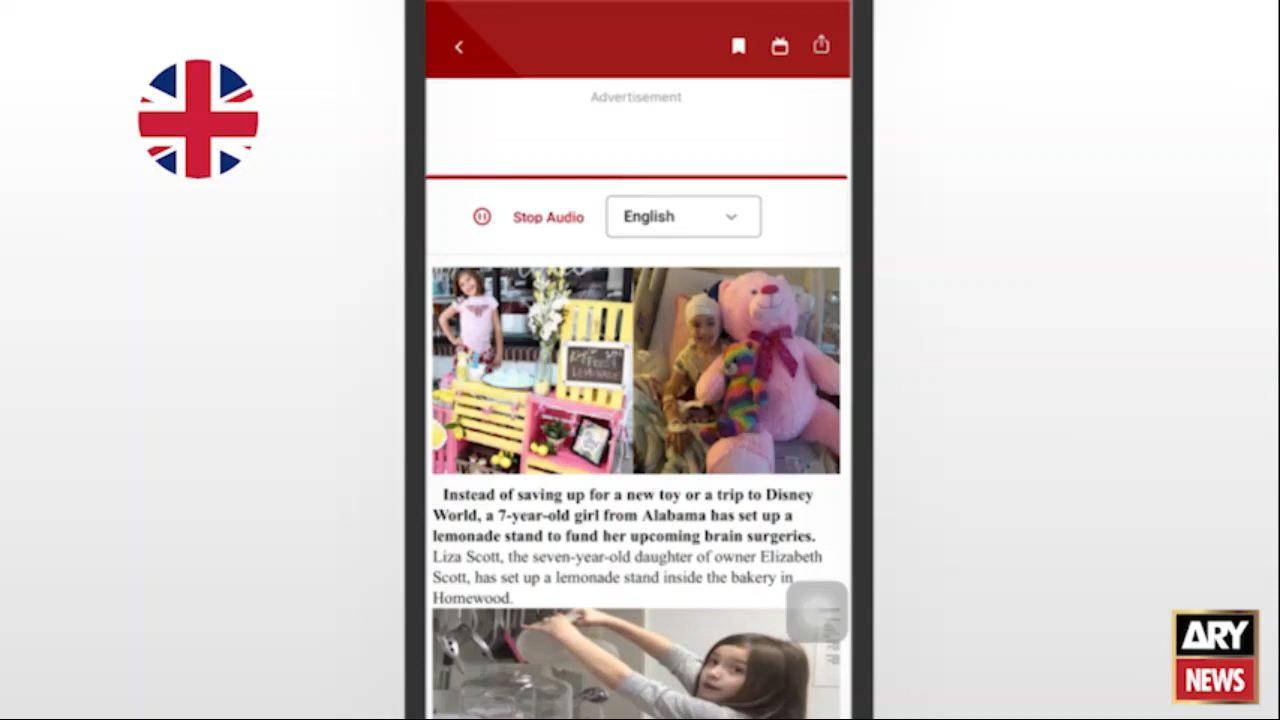 Advertisement
Stop Audio
English
LEMONADE
Instead of saving up for a new toy or a trip to Disney
World, a 7-year-old girl from Alabama has set up a
lemonade stand to fund her upcoming brain surgeries.
Liza Scott, the seven-year-old daughter of owner Elizabeth
Scott, has set up a lemonade stand inside the bakery in
Homewood.
ARY
NEWS